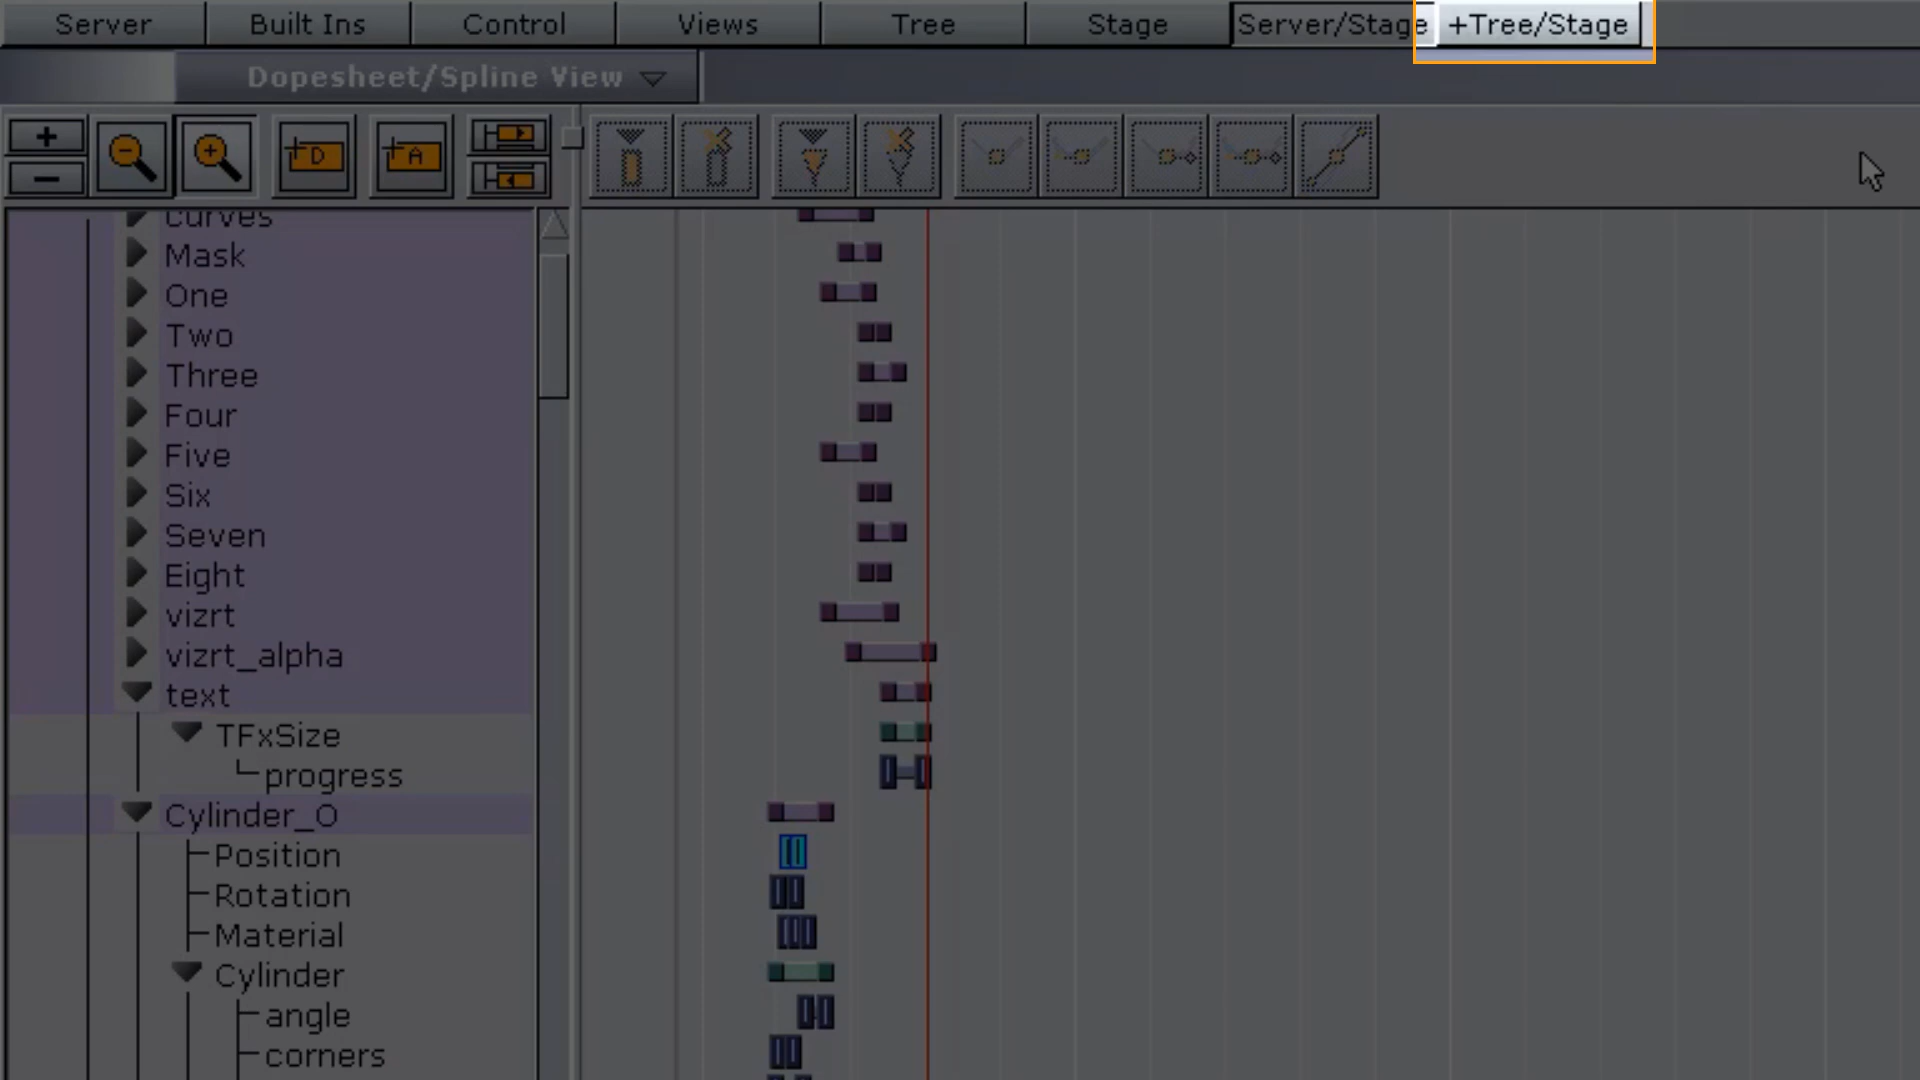 Server Built Ins Control Views Tree Stage Server/Stage +Tree/Stage
Dopesheet/Spline View
+
−
+D
+A
Curves
Mask
One
Two
Three
Four
Five
Six
Seven
Eight
vizrt
vizrt_alpha
text
TFxSize
progress
Cylinder_O
Position
Rotation
Material
Cylinder
angle
corners